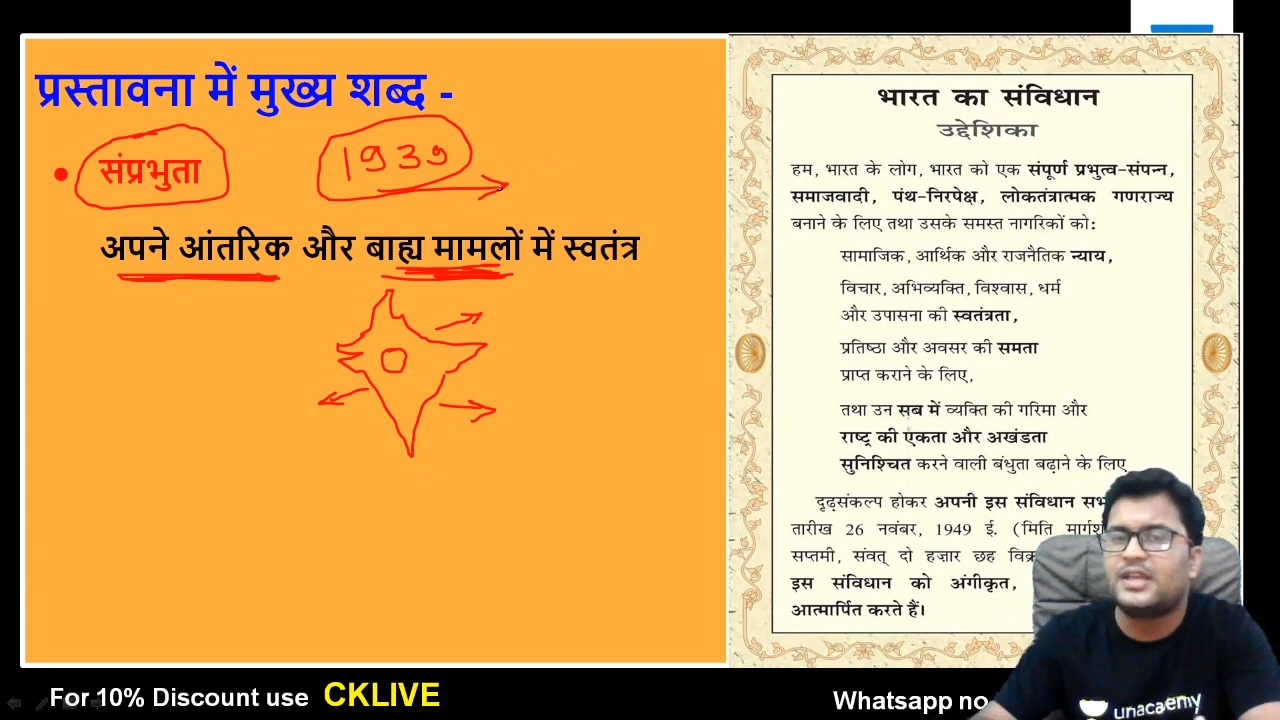 प्रस्तावना में मुख्य शब्द -
• संप्रभुता
1939
अपने आंतरिक और बाह्य मामलों में स्वतंत्र
भारत का संविधान
उद्देशिका
हम, भारत के लोग, भारत को एक संपूर्ण प्रभुत्व-संपन्न,
समाजवादी, पंथ-निरपेक्ष, लोकतंत्रात्मक गणराज्य
बनाने के लिए तथा उसके समस्त नागरिकों को:
सामाजिक, आर्थिक और राजनैतिक न्याय,
विचार, अभिव्यक्ति, विश्वास, धर्म
और उपासना की स्वतंत्रता,
प्रतिष्ठा और अवसर की समता
प्राप्त कराने के लिए,
तथा उन सब में व्यक्ति की गरिमा और
राष्ट्र की एकता और अखंडता
सुनिश्चित करने वाली बंधुता बढ़ाने के लिए
दृढ़संकल्प होकर अपनी इस संविधान
तारीख 26 नवंबर, 1949 ई. (मिति
सप्तमी, संवत् दो हजार छह
इस संविधान को अंगीकृत,
आत्मार्पित करते हैं।
For 10% Discount use CKLIVE
Whatsapp no
unacademy